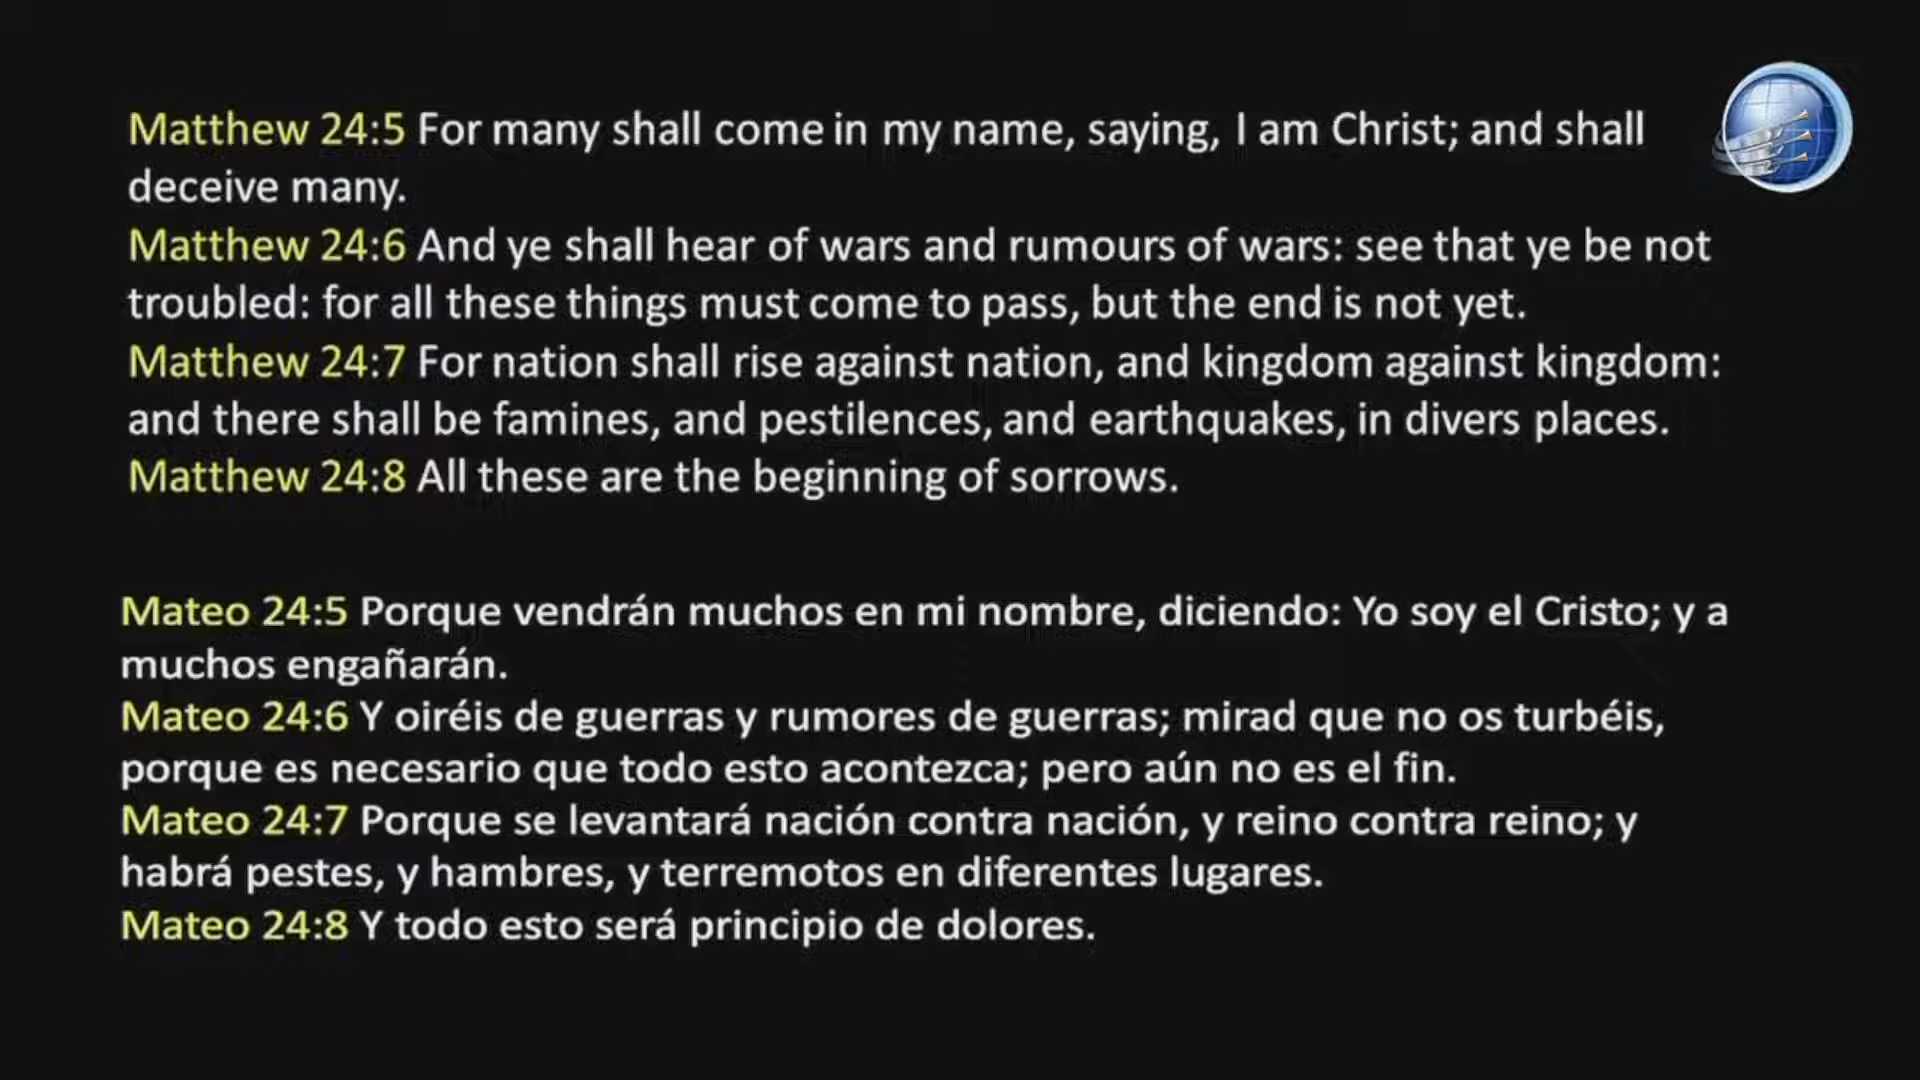 Matthew 24:5 For many shall come in my name, saying, I am Christ; and shall
deceive many.
Matthew 24:6 And ye shall hear of wars and rumours of wars: see that ye be not
troubled: for all these things must come to pass, but the end is not yet.
Matthew 24:7 For nation shall rise against nation, and kingdom against kingdom:
and there shall be famines, and pestilences, and earthquakes, in divers places.
Matthew 24:8 All these are the beginning of sorrows.
Mateo 24:5 Porque vendrán muchos en mi nombre, diciendo: Yo soy el Cristo; y a
muchos engañarán.
Mateo 24:6 Y oiréis de guerras y rumores de guerras; mirad que no os turbéis,
porque es necesario que todo esto acontezca; pero aún no es el fin.
Mateo 24:7 Porque se levantará nación contra nación, y reino contra reino; y
habrá pestes, y hambres, y terremotos en diferentes lugares.
Mateo 24:8 Y todo esto será principio de dolores.